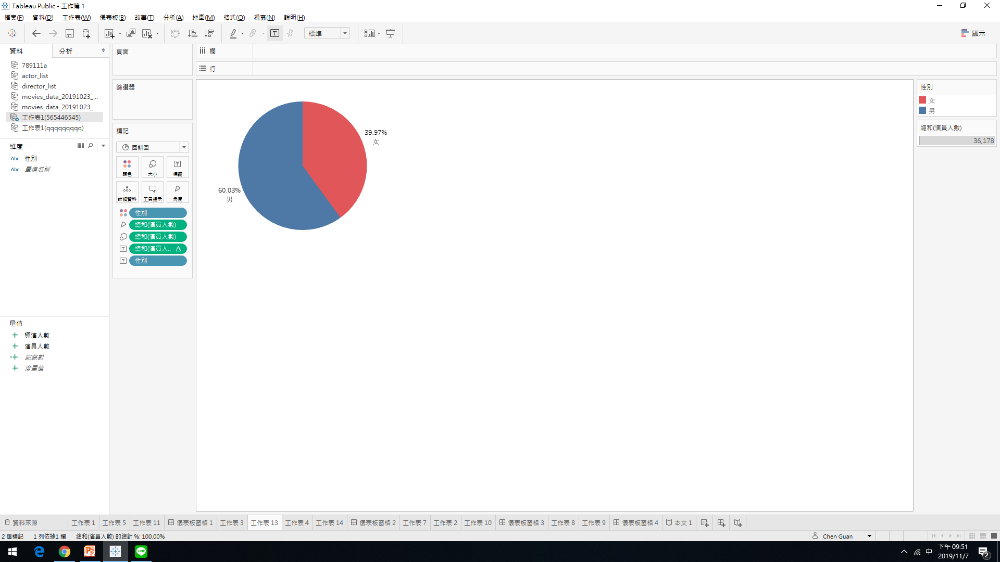 Tableau Public - 工作簿 1
檔案(F) 資料(D) 工作表(W) 儀表板(B) 故事(T) 分析(A) 地圖(M) 格式(O) 視窗(N) 說明(H)
標準
顯示
資料 分析
789111a
actor_list
director_list
movies_data_20191023_...
movies_data_20191023_...
工作表1(565446545)
工作表1(qqqqqqqqq)
維度
Abc 性別
Abc 量值名稱
量值
導演人數
演員人數
記錄數
度量值
頁面
篩選器
標記
圓餅圖
顏色 大小 標籤
詳細資料 工具提示 角度
性別
總和(演員人數)
總和(演員人數)
總和(演員人..
性別
欄
行
39.97%
女
60.03%
男
性別
女
男
總和(演員人數)
36,178
資料來源 工作表 1 工作表 5 工作表 11 儀表板窗格 1 工作表 3 工作表 13 工作表 4 工作表 14 儀表板窗格 2 工作表 7 工作表 2 工作表 10 儀表板窗格 3 工作表 8 工作表 9 儀表板窗格 4 本文 1
2 個標記 1 列依據1 欄 總和(演員人數) 的總計 %: 100.00%
Chen Guan
LINE
中
下午 09:51
2019/11/7
2